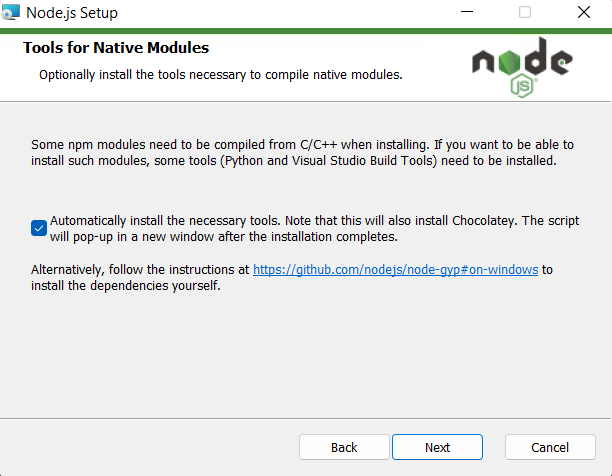 Node.js Setup
Tools for Native Modules
Optionally install the tools necessary to compile native modules.
node
JS
Some npm modules need to be compiled from C/C++ when installing. If you want to be able to
install such modules, some tools (Python and Visual Studio Build Tools) need to be installed.
Automatically install the necessary tools. Note that this will also install Chocolatey. The script
will pop-up in a new window after the installation completes.
Alternatively, follow the instructions at https://github.com/nodejs/node-gyp#on-windows to
install the dependencies yourself.
Back
Next
Cancel